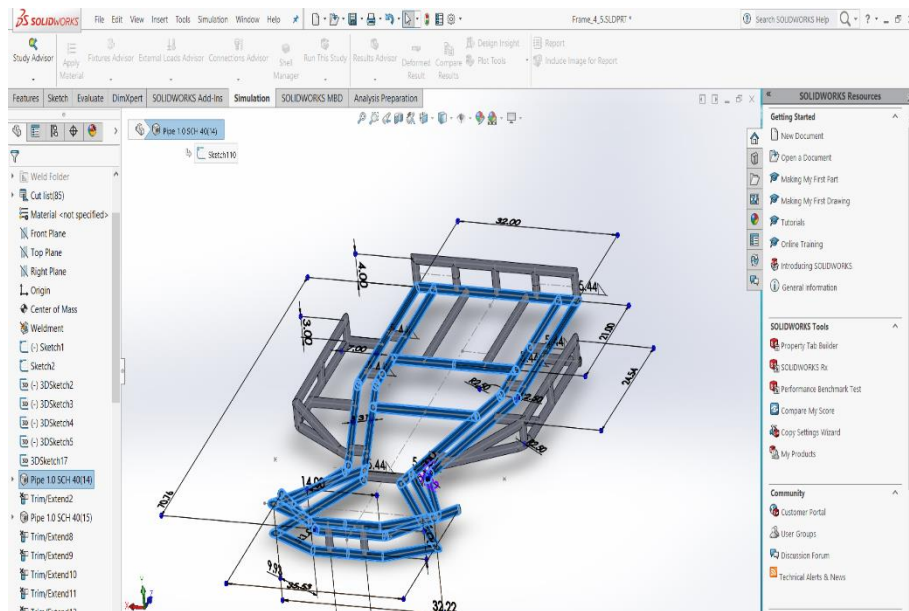 SOLIDWORKS
File Edit View Insert Tools Simulation Window Help
Frame_4_S.SLDPRT *
Search SOLIDWORKS Help
Study Advisor
Apply Material
Fixtures Advisor
External Loads Advisor
Connections Advisor
Shell Manager
Run This Study
Results Advisor
Deformed Result
Compare Results
Design Insight
Plot Tools
Report
Include Image for Report
Features Sketch Evaluate DimXpert SOLIDWORKS Add-Ins Simulation SOLIDWORKS MBD Analysis Preparation
Pipe 1.0 SCH 40(14)
Sketch110
Weld Folder
Cut list(85)
Material <not specified>
Front Plane
Top Plane
Right Plane
Origin
Center of Mass
Weldment
(-) Sketch1
Sketch2
(-) 3DSketch2
(-) 3DSketch3
(-) 3DSketch4
(-) 3DSketch5
3DSketch17
Pipe 1.0 SCH 40(14)
Trim/Extend2
Pipe 1.0 SCH 40(15)
Trim/Extend8
Trim/Extend9
Trim/Extend10
Trim/Extend11
32.00
4.00
5.44
3.00
7.00
21.00
24.54
70.76
5.44
14.00
9.93
35.53
32.22
SOLIDWORKS Resources
Getting Started
New Document
Open a Document
Making My First Part
Making My First Drawing
Tutorials
Online Training
Introducing SOLIDWORKS
General Information
SOLIDWORKS Tools
Property Tab Builder
SOLIDWORKS Rx
Performance Benchmark Test
Compare My Score
Copy Settings Wizard
My Products
Community
Customer Portal
User Groups
Discussion Forum
Technical Alerts & News